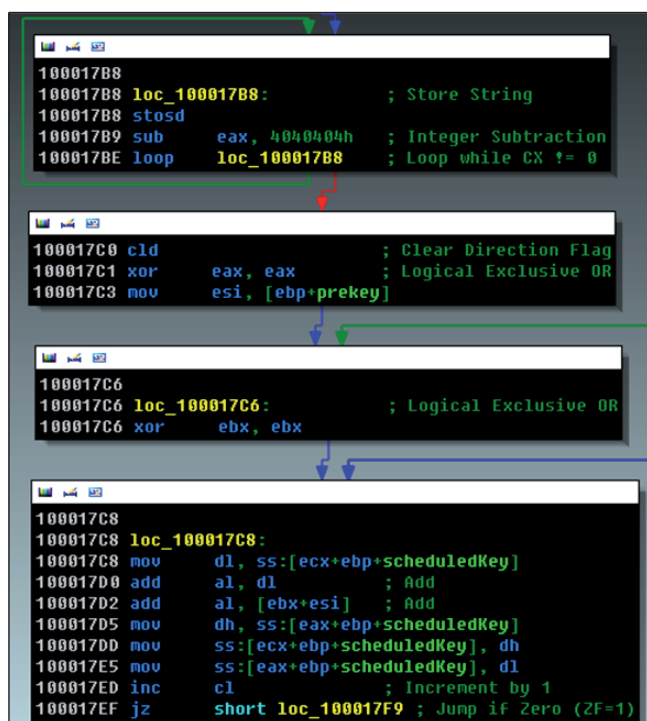 100017B8
100017B8 loc_100017B8: ; Store String
100017B8 stosd
100017B9 sub eax, 4040404h ; Integer Subtraction
100017BE loop loc_100017B8 ; Loop while CX != 0
100017C0 cld ; Clear Direction Flag
100017C1 xor eax, eax ; Logical Exclusive OR
100017C3 mov esi, [ebp+prekey]
100017C6
100017C6 loc_100017C6: ; Logical Exclusive OR
100017C6 xor ebx, ebx
100017C8
100017C8 loc_100017C8:
100017C8 mov dl, ss:[ecx+ebp+scheduledKey]
100017D0 add al, dl ; Add
100017D2 add al, [ebx+esi] ; Add
100017D5 mov dh, ss:[eax+ebp+scheduledKey]
100017DD mov ss:[ecx+ebp+scheduledKey], dh
100017E5 mov ss:[eax+ebp+scheduledKey], dl
100017ED inc cl ; Increment by 1
100017EF jz short loc_100017F9 ; Jump if Zero (ZF=1)